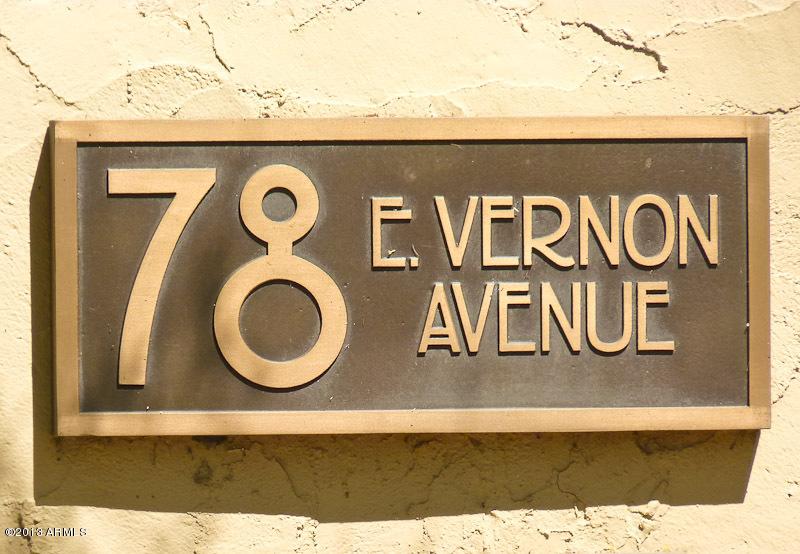 78 E. VERNON
AVENUE
©2013 ARMLS